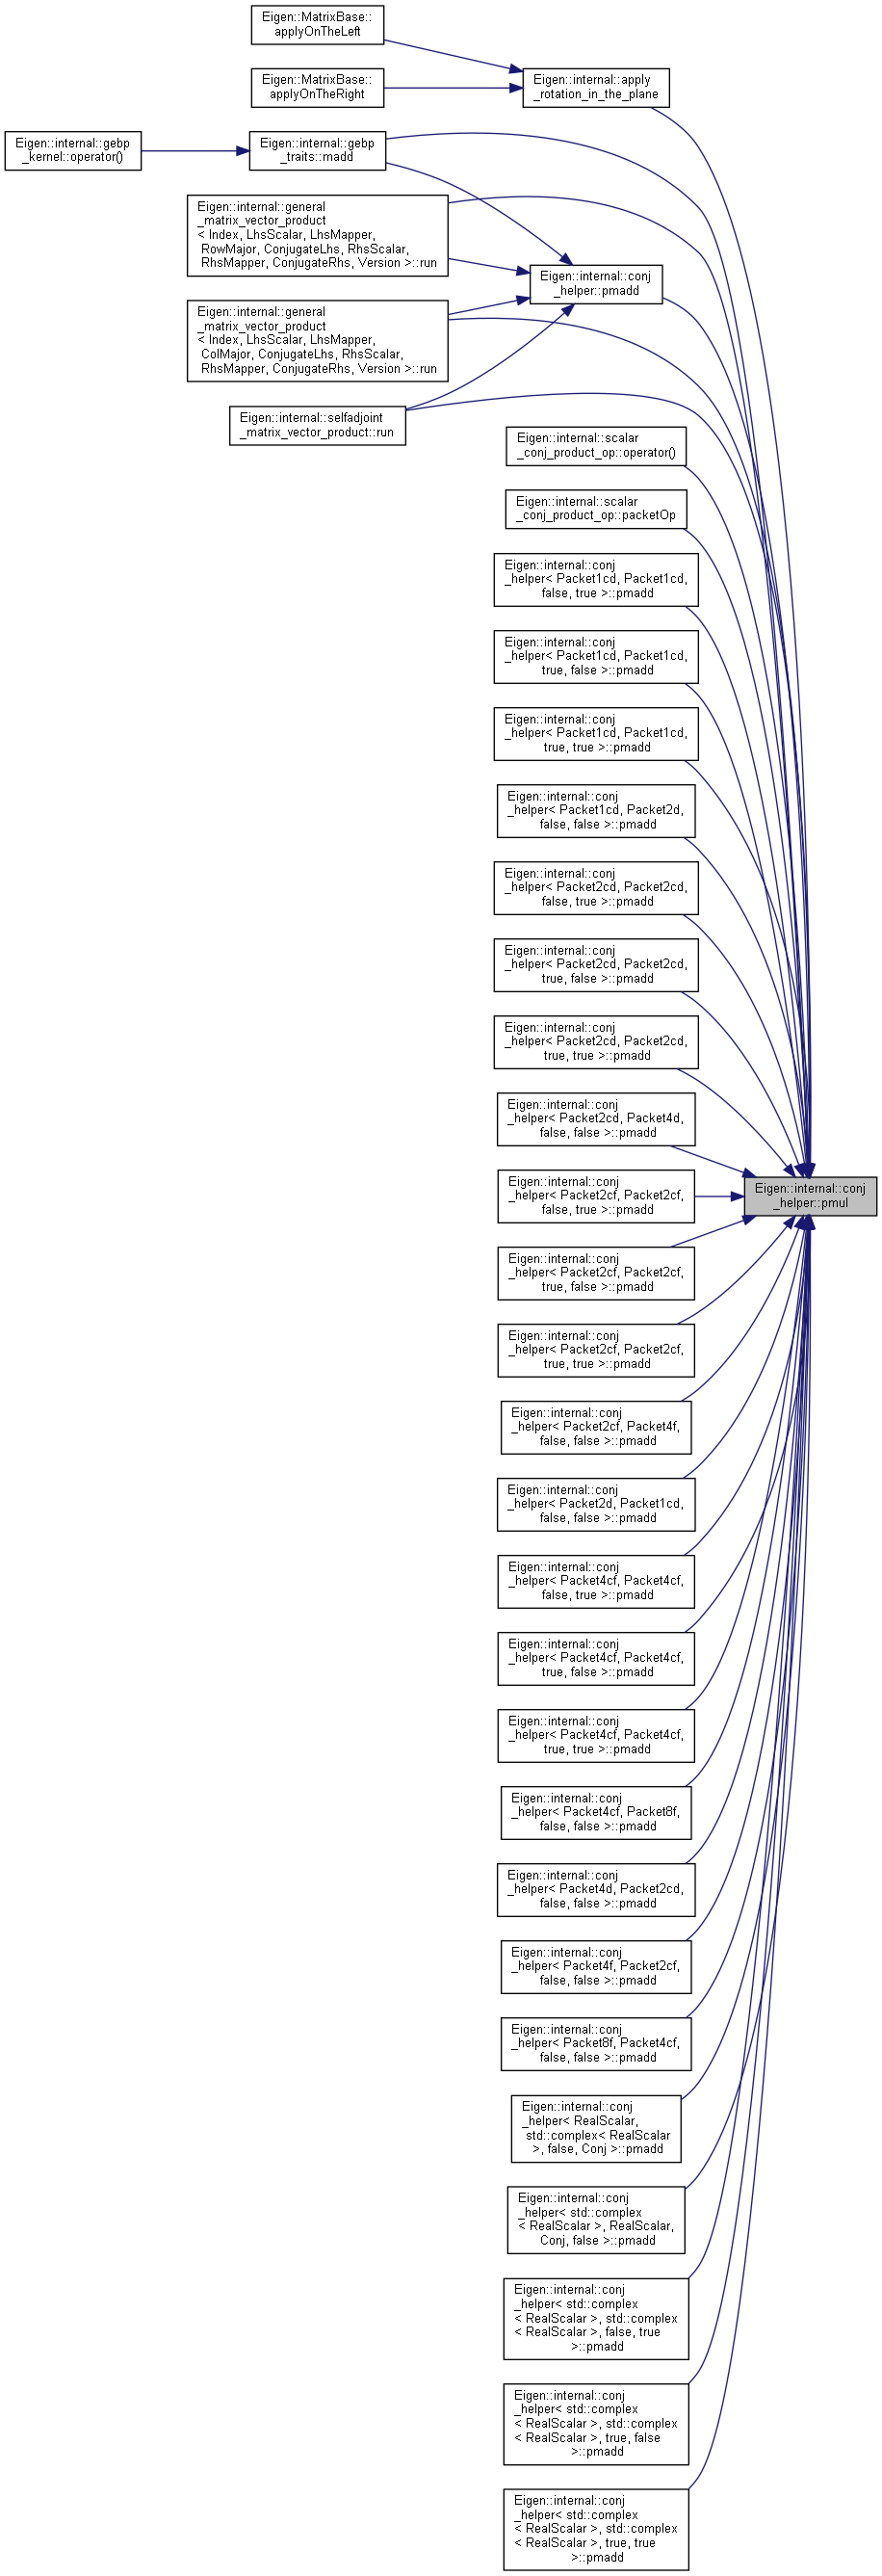 Eigen::MatrixBase::
applyOnTheLeft
Eigen::MatrixBase::
applyOnTheRight
Eigen::internal::apply
_rotation_in_the_plane
Eigen::internal::gebp
_kernel::operator()
Eigen::internal::gebp
_traits::madd
Eigen::internal::general
_matrix_vector_product
< Index, LhsScalar, LhsMapper,
RowMajor, ConjugateLhs, RhsScalar,
RhsMapper, ConjugateRhs, Version >::run
Eigen::internal::conj
_helper::pmadd
Eigen::internal::general
_matrix_vector_product
< Index, LhsScalar, LhsMapper,
ColMajor, ConjugateLhs, RhsScalar,
RhsMapper, ConjugateRhs, Version >::run
Eigen::internal::selfadjoint
_matrix_vector_product::run
Eigen::internal::scalar
_conj_product_op::operator()
Eigen::internal::scalar
_conj_product_op::packetOp
Eigen::internal::conj
_helper< Packet1cd, Packet1cd,
false, true >::pmadd
Eigen::internal::conj
_helper< Packet1cd, Packet1cd,
true, false >::pmadd
Eigen::internal::conj
_helper< Packet1cd, Packet1cd,
true, true >::pmadd
Eigen::internal::conj
_helper< Packet1cd, Packet2d,
false, false >::pmadd
Eigen::internal::conj
_helper< Packet2cd, Packet2cd,
false, true >::pmadd
Eigen::internal::conj
_helper< Packet2cd, Packet2cd,
true, false >::pmadd
Eigen::internal::conj
_helper< Packet2cd, Packet2cd,
true, true >::pmadd
Eigen::internal::conj
_helper< Packet2cd, Packet4d,
false, false >::pmadd
Eigen::internal::conj
_helper::pmul
Eigen::internal::conj
_helper< Packet2cf, Packet2cf,
false, true >::pmadd
Eigen::internal::conj
_helper< Packet2cf, Packet2cf,
true, false >::pmadd
Eigen::internal::conj
_helper< Packet2cf, Packet2cf,
true, true >::pmadd
Eigen::internal::conj
_helper< Packet2cf, Packet4f,
false, false >::pmadd
Eigen::internal::conj
_helper< Packet2d, Packet1cd,
false, false >::pmadd
Eigen::internal::conj
_helper< Packet4cf, Packet4cf,
false, true >::pmadd
Eigen::internal::conj
_helper< Packet4cf, Packet4cf,
true, false >::pmadd
Eigen::internal::conj
_helper< Packet4cf, Packet4cf,
true, true >::pmadd
Eigen::internal::conj
_helper< Packet4cf, Packet8f,
false, false >::pmadd
Eigen::internal::conj
_helper< Packet4d, Packet2cd,
false, false >::pmadd
Eigen::internal::conj
_helper< Packet4f, Packet2cf,
false, false >::pmadd
Eigen::internal::conj
_helper< Packet8f, Packet4cf,
false, false >::pmadd
Eigen::internal::conj
_helper< RealScalar,
std::complex< RealScalar
>, false, Conj >::pmadd
Eigen::internal::conj
_helper< std::complex
< RealScalar >, RealScalar,
Conj, false >::pmadd
Eigen::internal::conj
_helper< std::complex
< RealScalar >, std::complex
< RealScalar >, false, true
>::pmadd
Eigen::internal::conj
_helper< std::complex
< RealScalar >, std::complex
< RealScalar >, true, false
>::pmadd
Eigen::internal::conj
_helper< std::complex
< RealScalar >, std::complex
< RealScalar >, true, true
>::pmadd